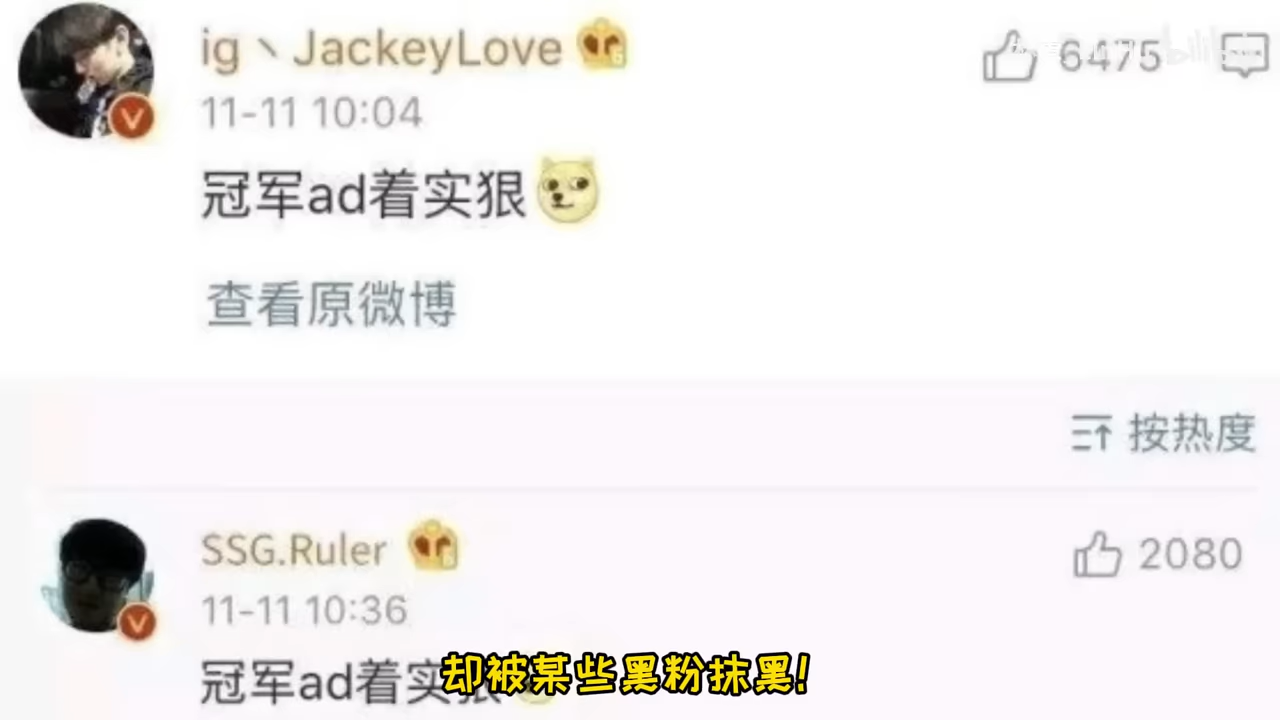 ig丶JackeyLove
6475
11-11 10:04
冠军ad着实狠
查看原微博
按热度
SSG.Ruler
2080
11-11 10:36
冠军ad着实狠
却被某些黑粉抹黑!